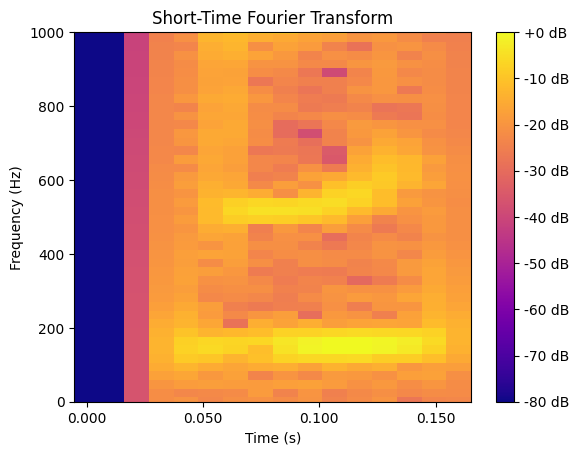 Short-Time Fourier Transform
1000
800
600
400
200
0
Frequency (Hz)
0.000
0.050
0.100
0.150
Time (s)
+0 dB
-10 dB
-20 dB
-30 dB
-40 dB
-50 dB
-60 dB
-70 dB
-80 dB